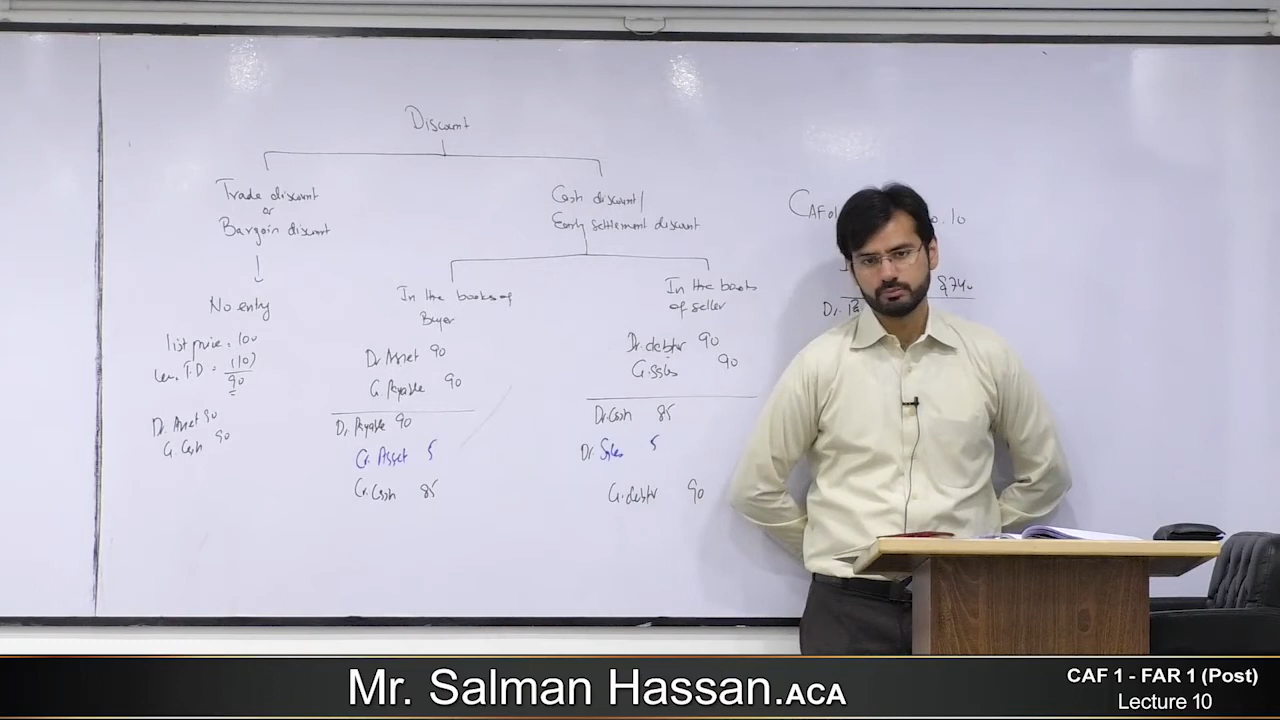 Discount
Trade discount
or
Bargain discount
No entry
list price = 100
Less. T.D = (10)
90
Dr. Asset 90
Cr. Cash 90
Cash discount/
Early settlement discount
In the books of
Buyer
Dr. Asset 90
Cr. Payable 90
Dr. Payable 90
Cr. Asset 5
Cr. Cash 85
In the books
of seller
Dr. debtor 90
Cr. Sales 90
Dr. Cash 85
Dr. Sales 5
Cr. debtor 90
o.10
8740
Dr.
Mr. Salman Hassan.ACA
CAF 1 - FAR 1 (Post)
Lecture 10